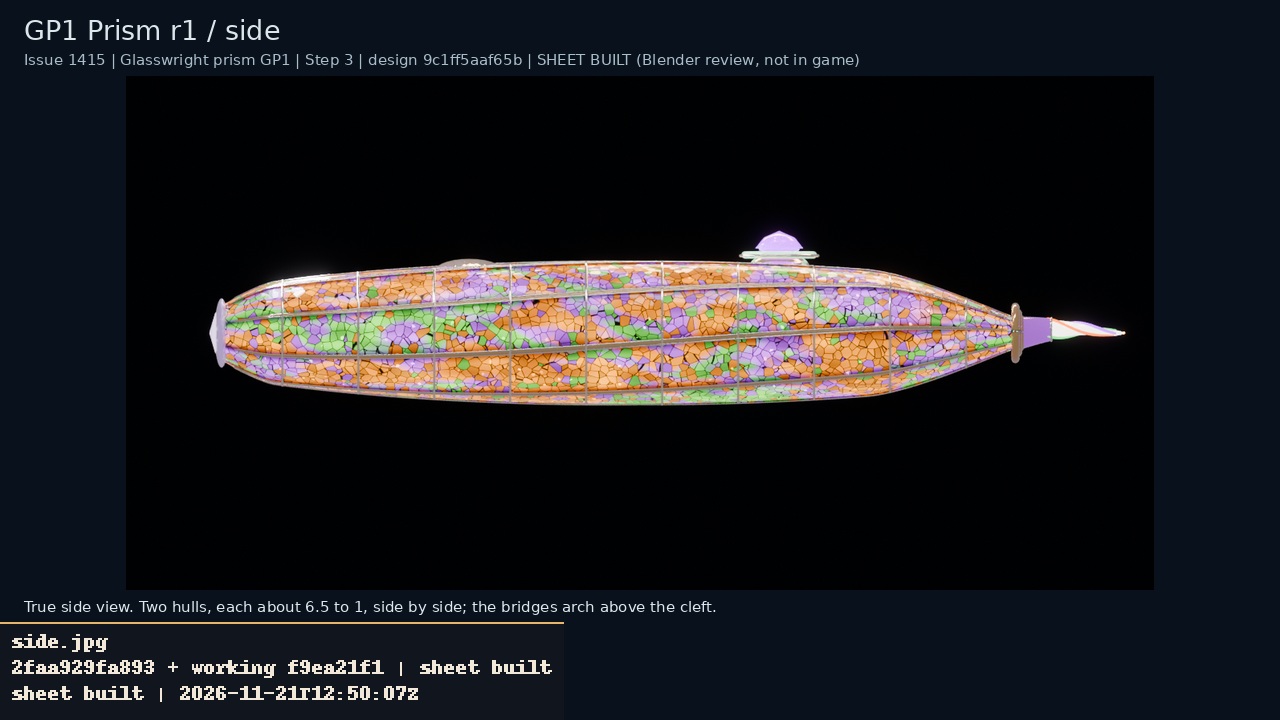 GP1 Prism r1 / side
Issue 1415 | Glasswright prism GP1 | Step 3 | design 9c1ff5aaf65b | SHEET BUILT (Blender review, not in game)
True side view. Two hulls, each about 6.5 to 1, side by side; the bridges arch above the cleft.
side.jpg
2faa929fa893 + working f9ea21f1 | sheet built
sheet built | 2026-11-21T12:50:07Z